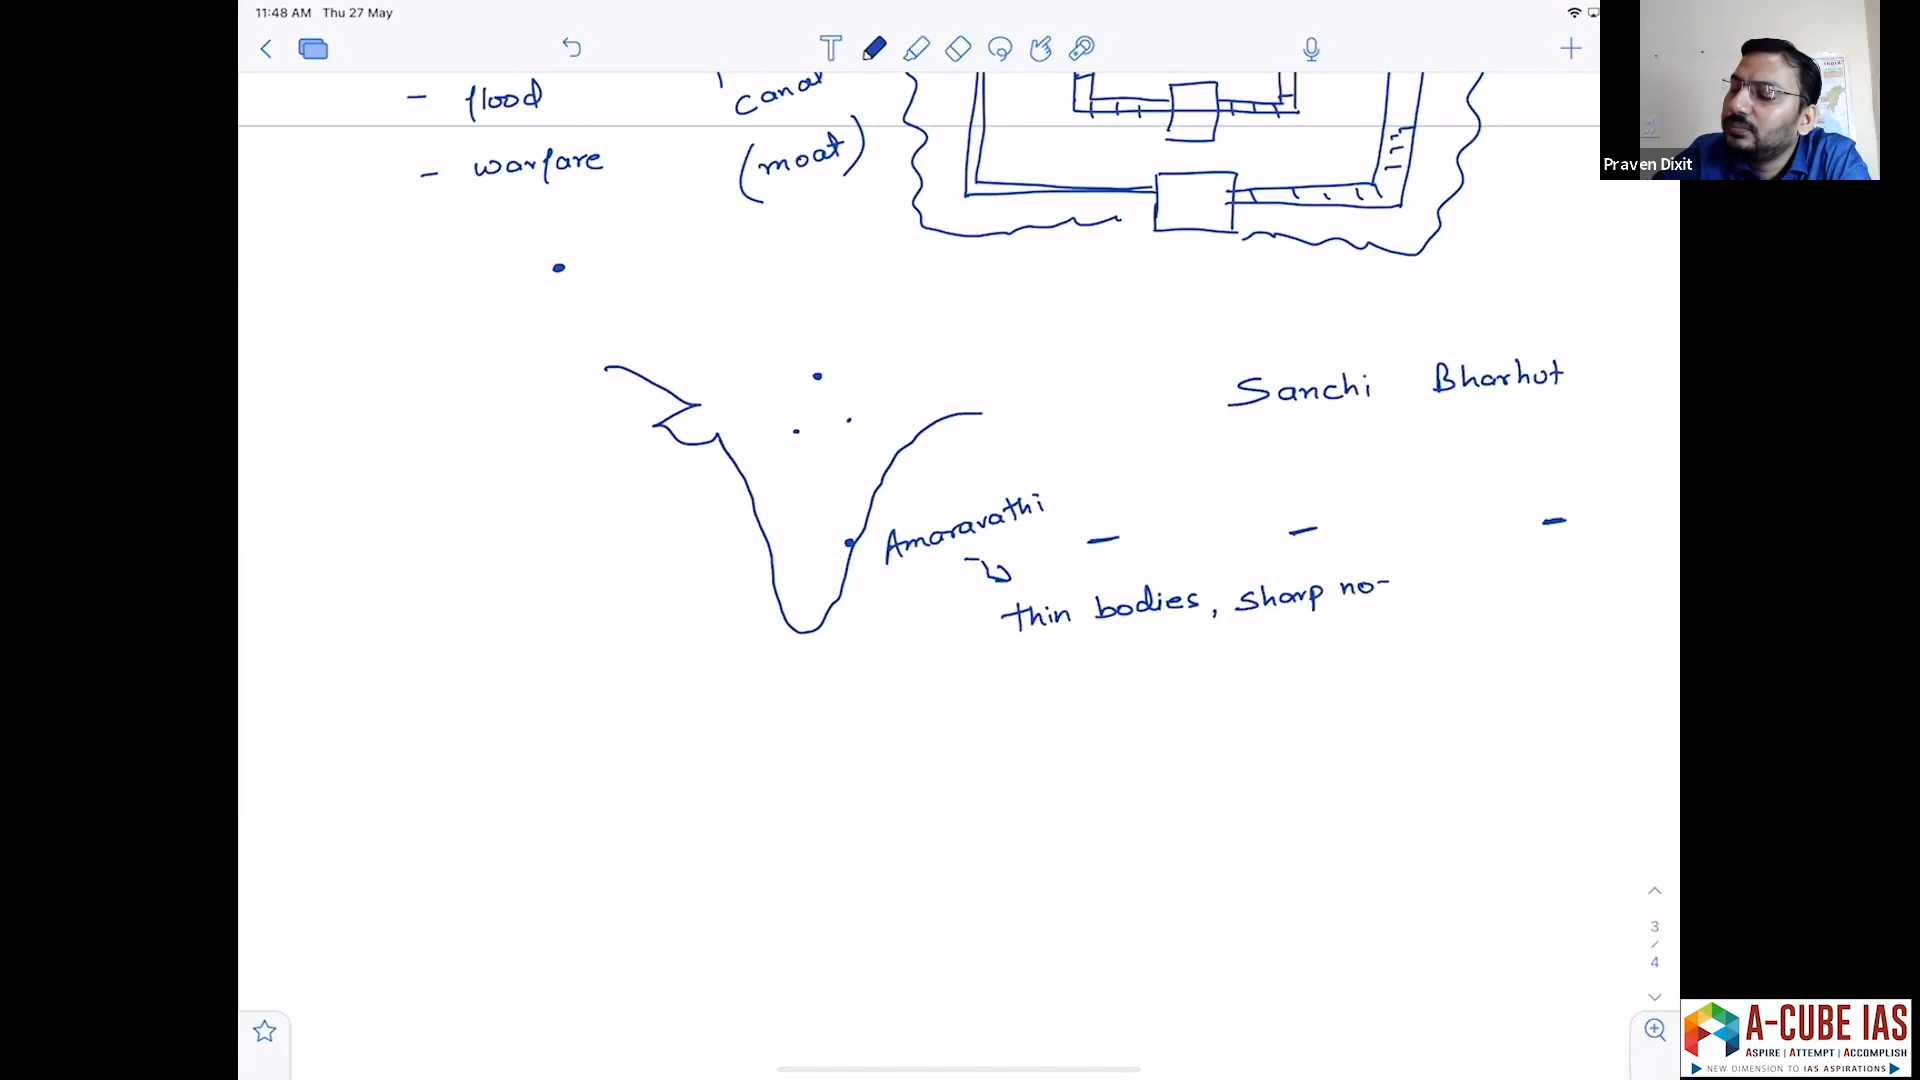 11:48 AM Thu 27 May
- flood
canal
- warfare
(moat)
Praven Dixit
Sanchi Bharhut
Amaravathi - - -
thin bodies, sharp no-
3
/
4
A-CUBE IAS
ASPIRE | ATTEMPT | ACCOMPLISH
NEW DIMENSION TO IAS ASPIRATIONS